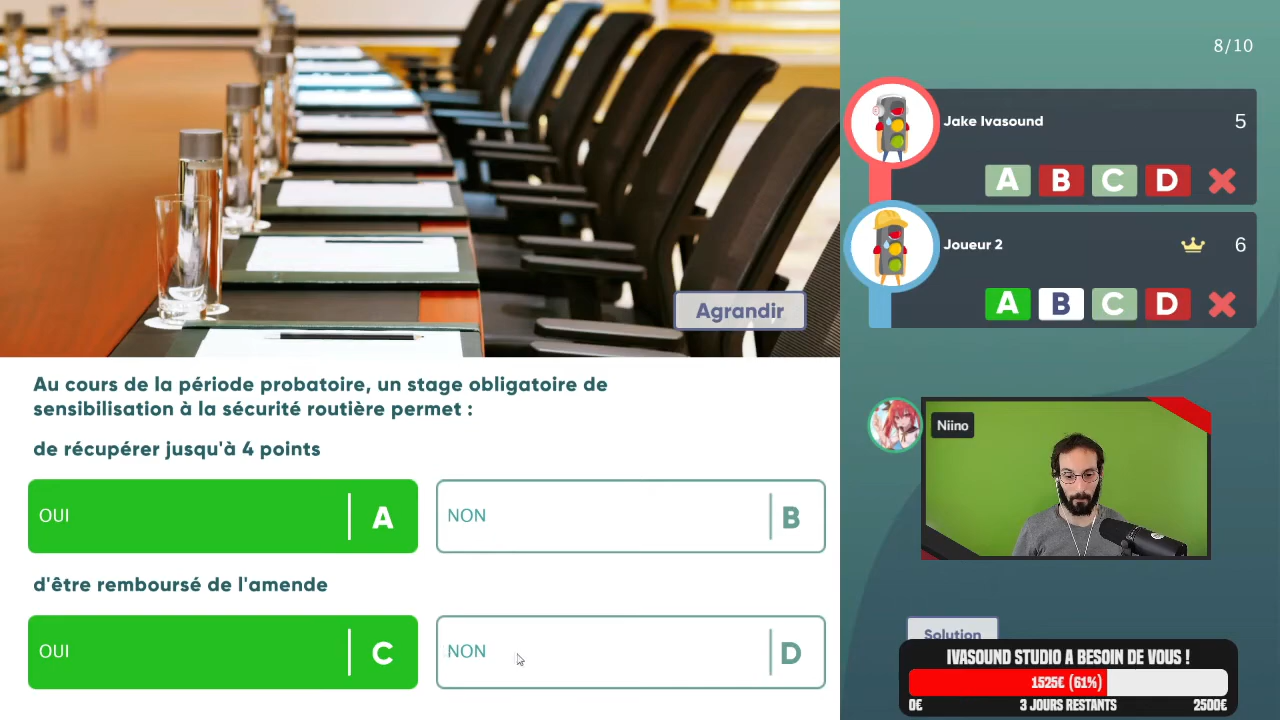 8/10
Jake Ivasound 5
A B C D
Joueur 2 6
A B C D
Agrandir
Au cours de la période probatoire, un stage obligatoire de
sensibilisation à la sécurité routière permet :
de récupérer jusqu'à 4 points
OUI A
NON B
d'être remboursé de l'amende
OUI C
NON D
Niino
Solution
IVASOUND STUDIO A BESOIN DE VOUS !
1525€ (61%)
0€ 3 JOURS RESTANTS 2500€